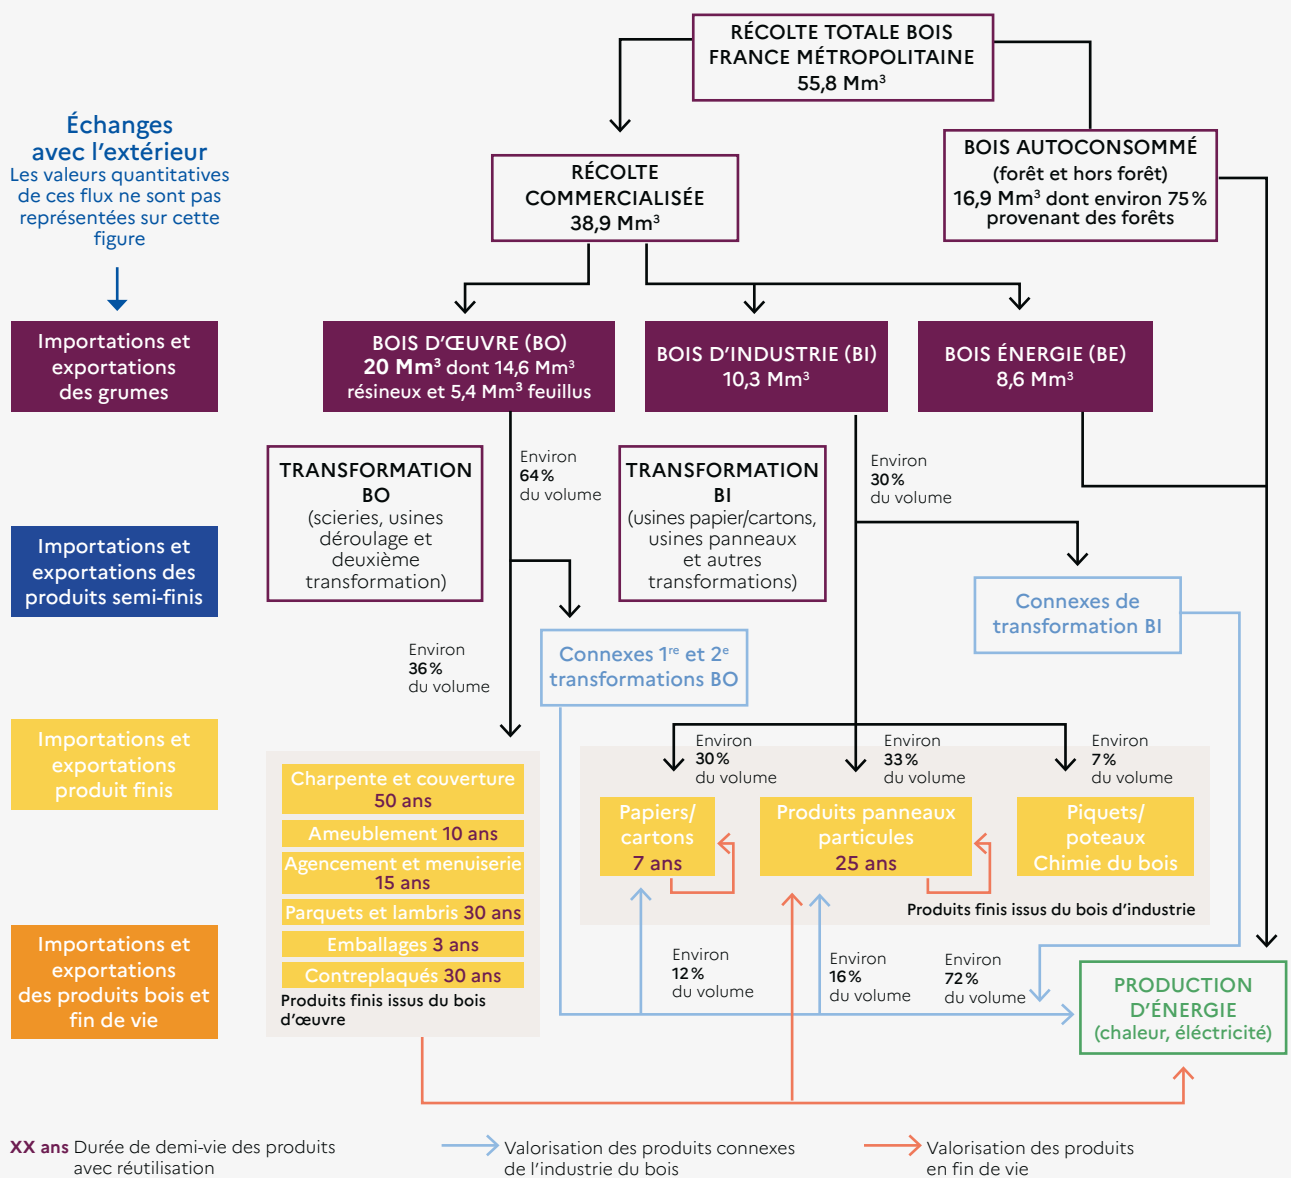 RÉCOLTE TOTALE BOIS
FRANCE MÉTROPOLITAINE
55,8 Mm³
Échanges
avec l'extérieur
Les valeurs quantitatives
de ces flux ne sont pas
représentées sur cette
figure
RÉCOLTE
COMMERCIALISÉE
38,9 Mm³
BOIS AUTOCONSOMMÉ
(forêt et hors forêt)
16,9 Mm³ dont environ 75 %
provenant des forêts
Importations et
exportations
des grumes
BOIS D'ŒUVRE (BO)
20 Mm³ dont 14,6 Mm³
résineux et 5,4 Mm³ feuillus
BOIS D'INDUSTRIE (BI)
10,3 Mm³
BOIS ÉNERGIE (BE)
8,6 Mm³
TRANSFORMATION
BO
(scieries, usines
déroulage et
deuxième
transformation)
Environ
64 %
du volume
TRANSFORMATION
BI
(usines papier/cartons,
usines panneaux
et autres
transformations)
Environ
30 %
du volume
Importations et
exportations des
produits semi-finis
Connexes de
transformation BI
Environ
36 %
du volume
Connexes 1re et 2e
transformations BO
Importations et
exportations
produit finis
Charpente et couverture
50 ans
Ameublement 10 ans
Agencement et menuiserie
15 ans
Parquets et lambris 30 ans
Emballages 3 ans
Contreplaqués 30 ans
Produits finis issus du bois
d'œuvre
Environ
30 %
du volume
Environ
33 %
du volume
Environ
7 %
du volume
Papiers/
cartons
7 ans
Produits panneaux
particules
25 ans
Piquets/
poteaux
Chimie du bois
Produits finis issus du bois d'industrie
Importations et
exportations
des produits bois et
fin de vie
Environ
12 %
du volume
Environ
16 %
du volume
Environ
72 %
du volume
PRODUCTION
D'ÉNERGIE
(chaleur, éléctricité)
XX ans Durée de demi-vie des produits
avec réutilisation
Valorisation des produits connexes
de l'industrie du bois
Valorisation des produits
en fin de vie